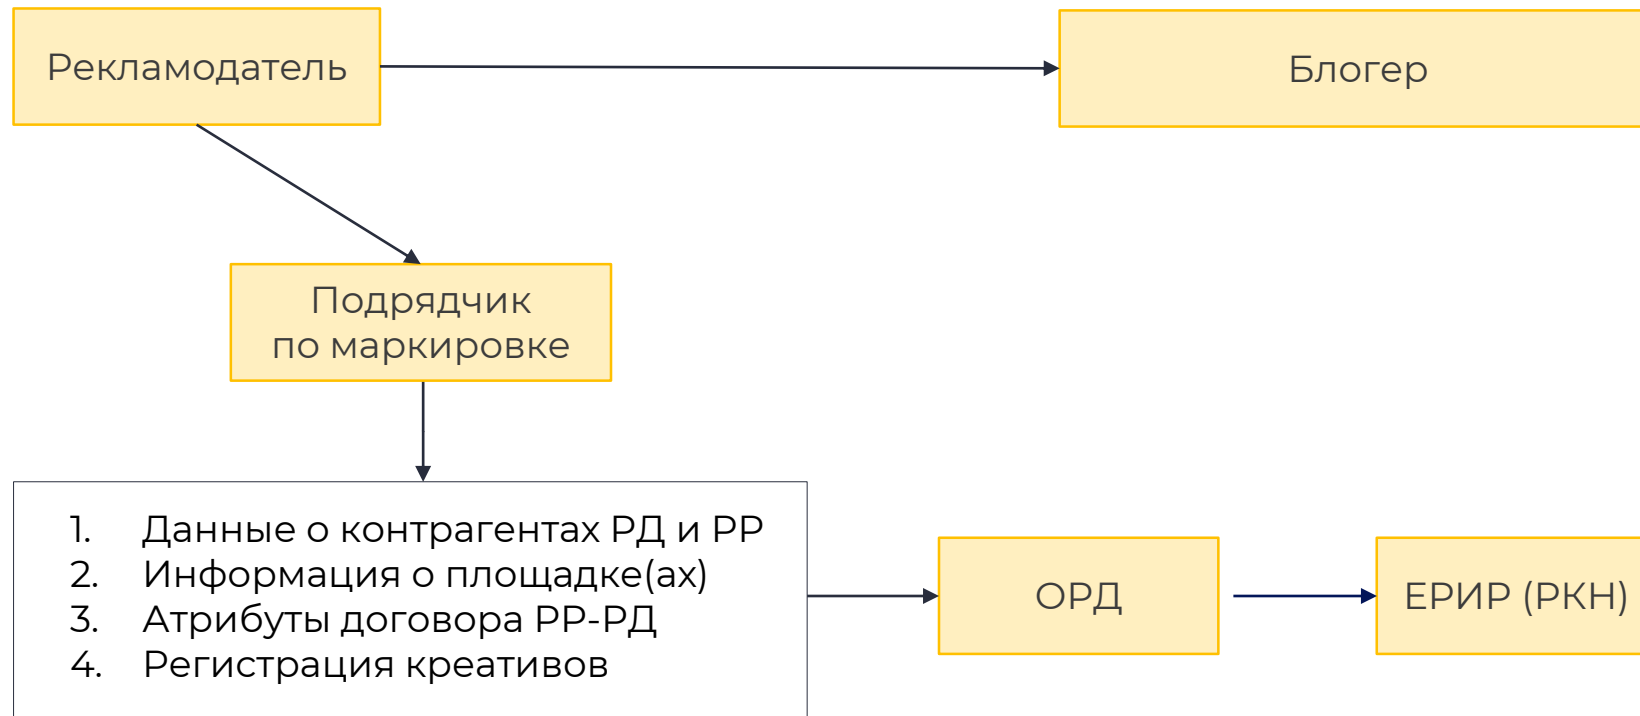 Рекламодатель
Блогер
Подрядчик
по маркировке
1. Данные о контрагентах РД и РР
2. Информация о площадке(ах)
3. Атрибуты договора РР-РД
4. Регистрация креативов
ОРД
ЕРИР (РКН)